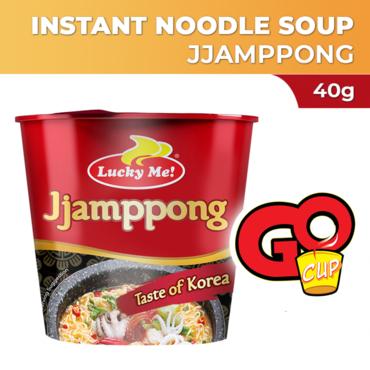 INSTANT NOODLE SOUP
JJAMPPONG
40g
Lucky Me!
Jjamppong
Taste of Korea
GO
CUP